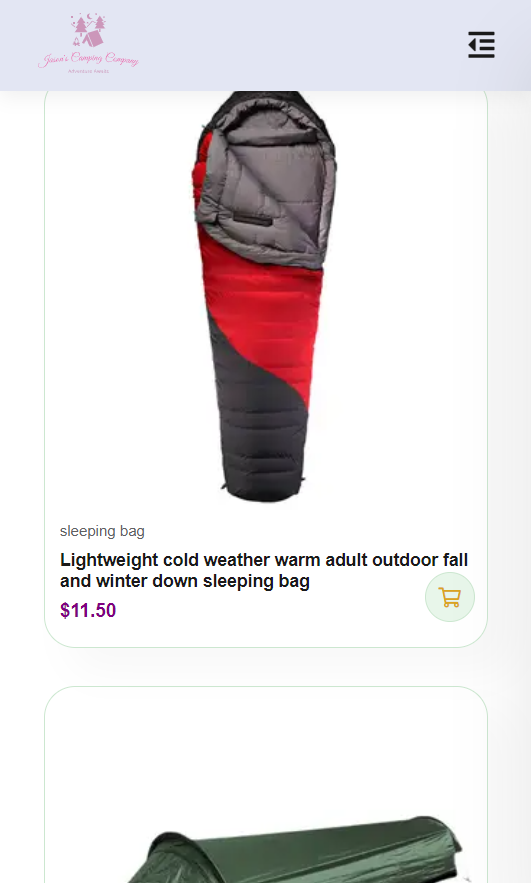 Jason's Camping Company
sleeping bag
Lightweight cold weather warm adult outdoor fall
and winter down sleeping bag
$11.50